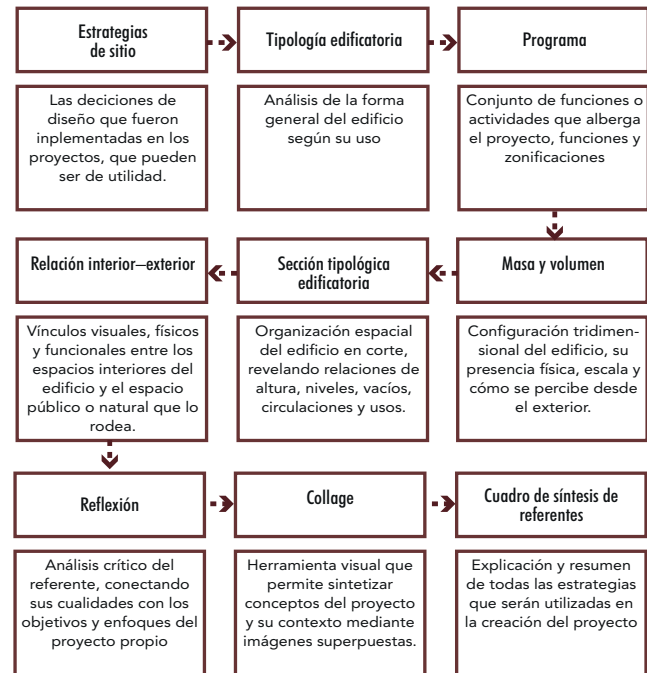 Estrategias
de sitio
Tipología edificatoria
Programa
Las deciciones de
diseño que fueron
inplementadas en los
proyectos, que pueden
ser de utilidad.
Análisis de la forma
general del edificio
según su uso
Conjunto de funciones o
actividades que alberga
el proyecto, funciones y
zonificaciones
Relación interior–exterior
Sección tipológica
edificatoria
Masa y volumen
Vínculos visuales, físicos
y funcionales entre los
espacios interiores del
edificio y el espacio
público o natural que lo
rodea.
Organización espacial
del edificio en corte,
revelando relaciones de
altura, niveles, vacíos,
circulaciones y usos.
Configuración tridimen-
sional del edificio, su
presencia física, escala y
cómo se percibe desde
el exterior.
Reflexión
Collage
Cuadro de síntesis de
referentes
Análisis crítico del
referente, conectando
sus cualidades con los
objetivos y enfoques del
proyecto propio
Herramienta visual que
permite sintetizar
conceptos del proyecto
y su contexto mediante
imágenes superpuestas.
Explicación y resumen
de todas las estrategias
que serán utilizadas en
la creación del proyecto